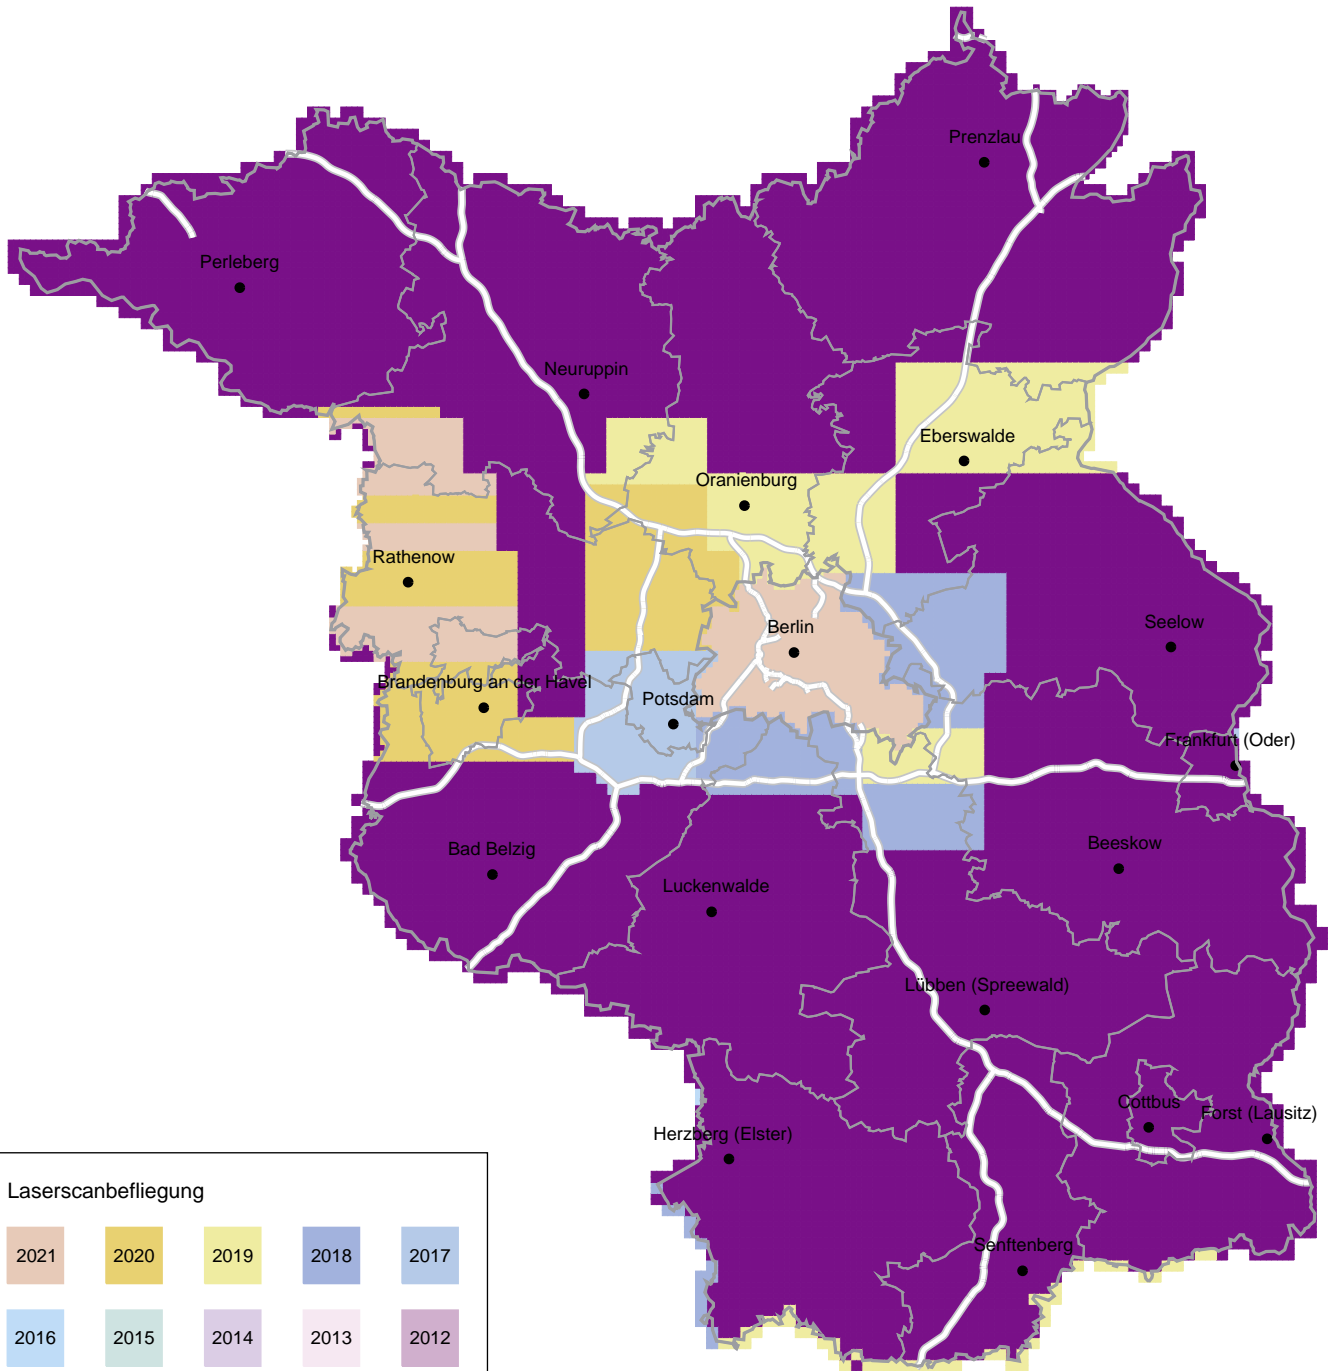 Prenzlau
Perleberg
Neuruppin
Eberswalde
Oranienburg
Rathenow
Berlin
Seelow
Brandenburg an der Havel
Potsdam
Frankfurt (Oder)
Bad Belzig
Beeskow
Luckenwalde
Lübben (Spreewald)
Cottbus
Forst (Lausitz)
Herzberg (Elster)
Senftenberg
Laserscanbefliegung
2021 2020 2019 2018 2017
2016 2015 2014 2013 2012